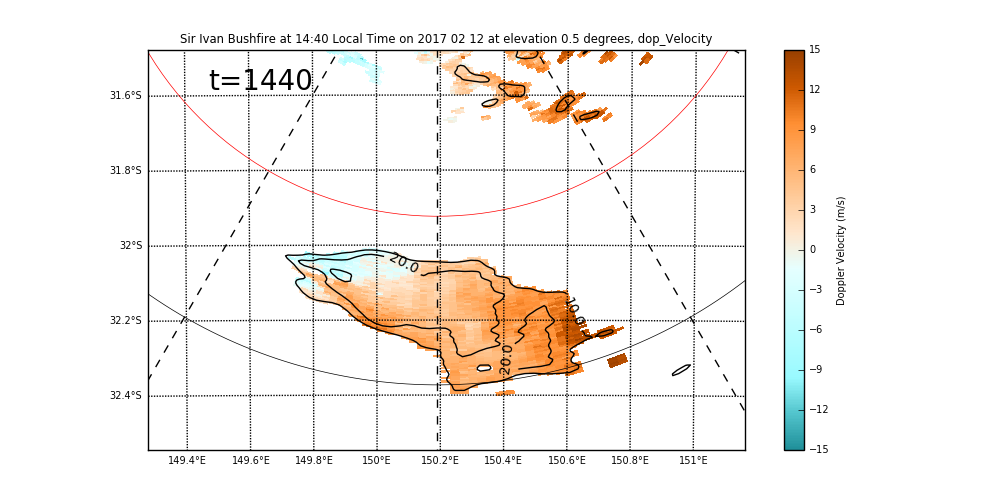 Sir Ivan Bushfire at 14:40 Local Time on 2017 02 12 at elevation 0.5 degrees, dop_Velocity
t=1440
31.6°S
31.8°S
32°S
32.2°S
32.4°S
149.4°E 149.6°E 149.8°E 150°E 150.2°E 150.4°E 150.6°E 150.8°E 151°E
20.0
10.0
20.0
15
12
9
6
3
0
−3
−6
−9
−12
−15
Doppler Velocity (m/s)